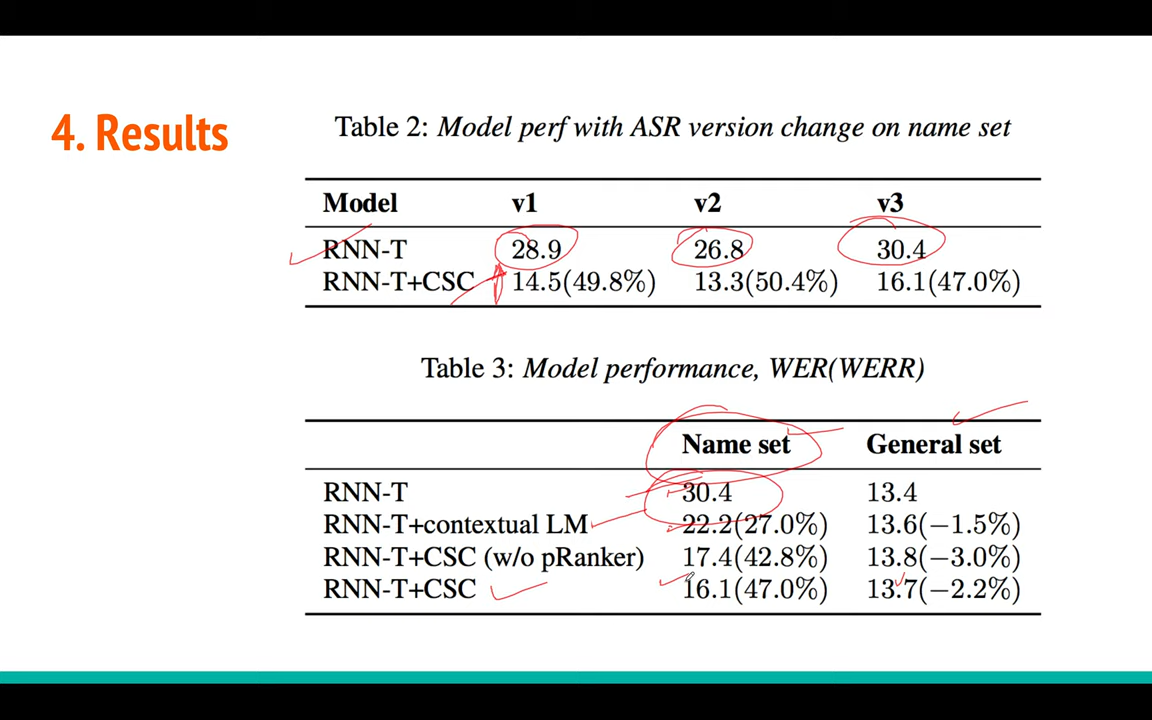 4. Results
Table 2: Model perf with ASR version change on name set
Model v1 v2 v3
RNN-T 28.9 26.8 30.4
RNN-T+CSC 14.5(49.8%) 13.3(50.4%) 16.1(47.0%)
Table 3: Model performance, WER(WERR)
Name set General set
RNN-T 30.4 13.4
RNN-T+contextual LM 22.2(27.0%) 13.6(−1.5%)
RNN-T+CSC (w/o pRanker) 17.4(42.8%) 13.8(−3.0%)
RNN-T+CSC 16.1(47.0%) 13.7(−2.2%)